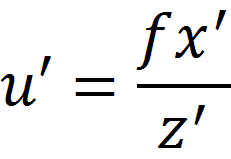 u′ = fx′/z′